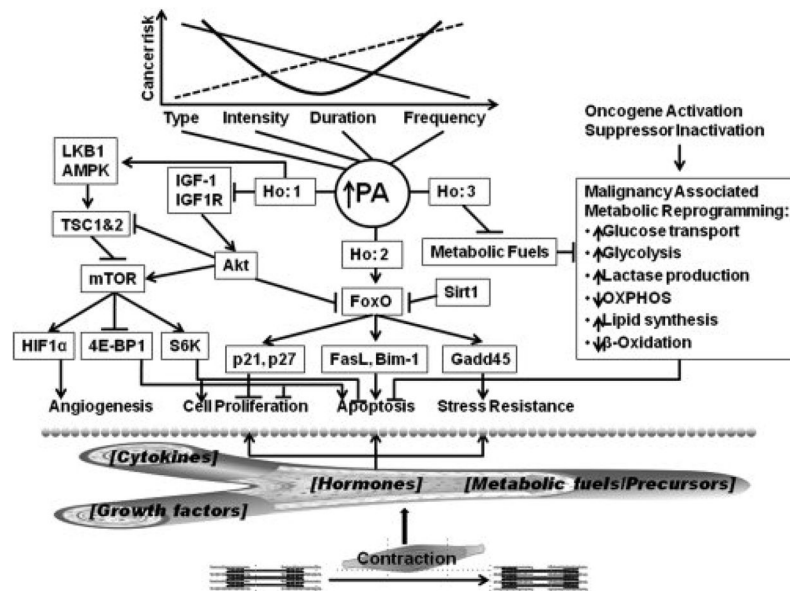 Cancer risk
Type Intensity Duration Frequency
Oncogene Activation
Suppressor Inactivation
LKB1
AMPK
IGF-1
IGF1R
Ho: 1
↑PA
Ho: 3
Malignancy Associated
Metabolic Reprogramming:
• ↑Glucose transport
• ↑Glycolysis
• ↑Lactase production
• ↓OXPHOS
• ↑Lipid synthesis
• ↓β-Oxidation
TSC1&2
Metabolic Fuels
Ho: 2
Akt
mTOR
FoxO
Sirt1
HIF1α
4E-BP1
S6K
p21, p27
FasL, Bim-1
Gadd45
Angiogenesis
Cell Proliferation
Apoptosis
Stress Resistance
[Cytokines]
[Hormones]
[Metabolic fuels/Precursors]
[Growth factors]
Contraction